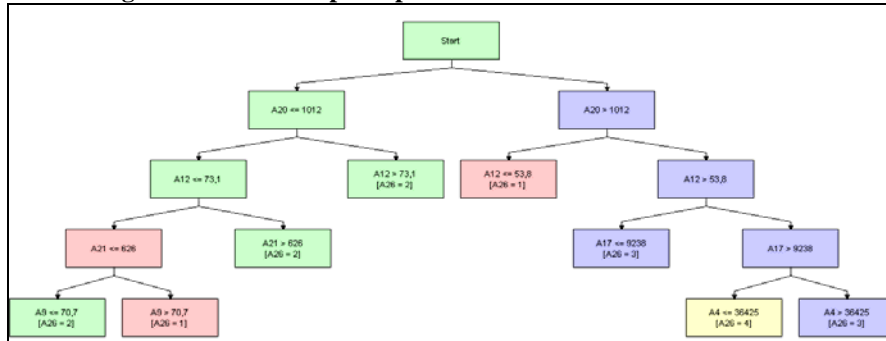 Start
A20 <= 1012
A20 > 1012
A12 <= 73,1
A12 > 73,1
[A26 = 2]
A12 <= 53,8
[A26 = 1]
A12 > 53,8
A21 <= 626
A21 > 626
[A26 = 2]
A17 <= 9238
[A26 = 3]
A17 > 9238
A9 <= 70,7
[A26 = 2]
A9 > 70,7
[A26 = 1]
A4 <= 36425
[A26 = 4]
A4 > 36425
[A26 = 3]